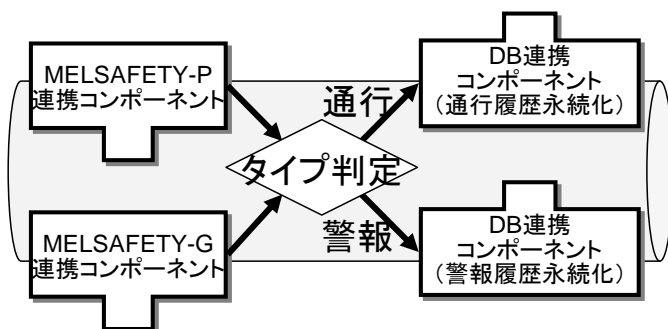 MELSAFETY-P
連携コンポーネント
DB連携
コンポーネント
（通行履歴永続化）
通行
タイプ判定
警報
MELSAFETY-G
連携コンポーネント
DB連携
コンポーネント
（警報履歴永続化）